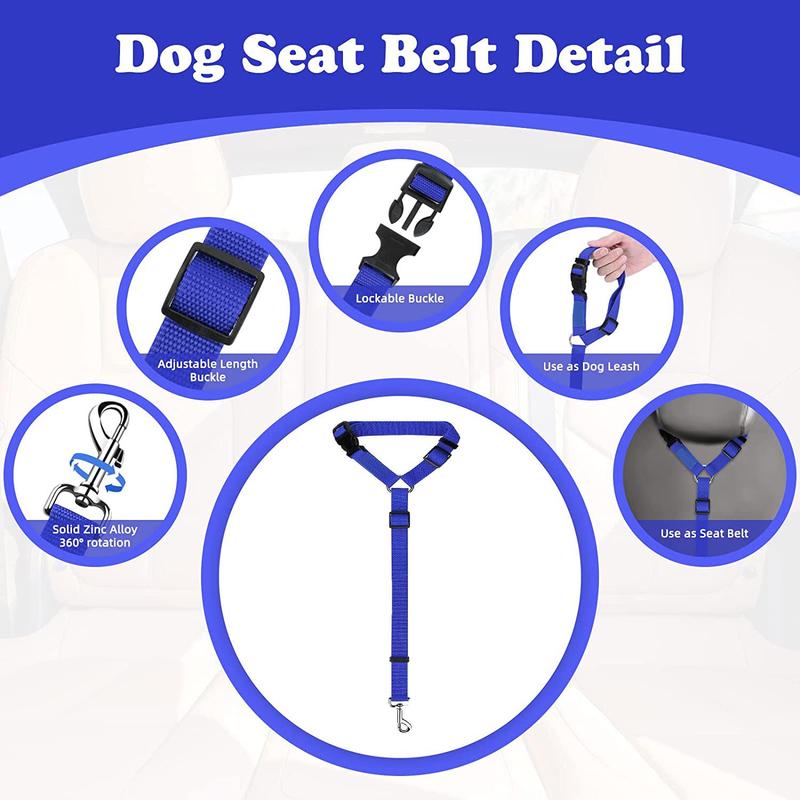 Dog Seat Belt Detail
Lockable Buckle
Adjustable Length
Buckle
Use as Dog Leash
Solid Zinc Alloy
360° rotation
Use as Seat Belt